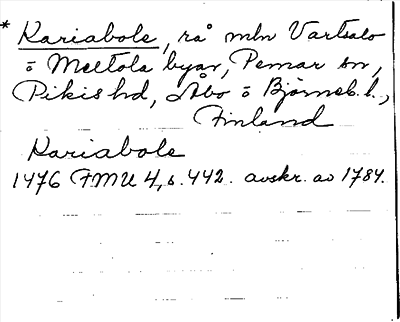 * Kariabole, rå mln Vartsalo
o Meltola byar, Pemar sn,
Pikis hd, Åbo o Björneb. l.,
Finland
Kariabole
1476 FMU 4, s. 442. avskr. av 1784.